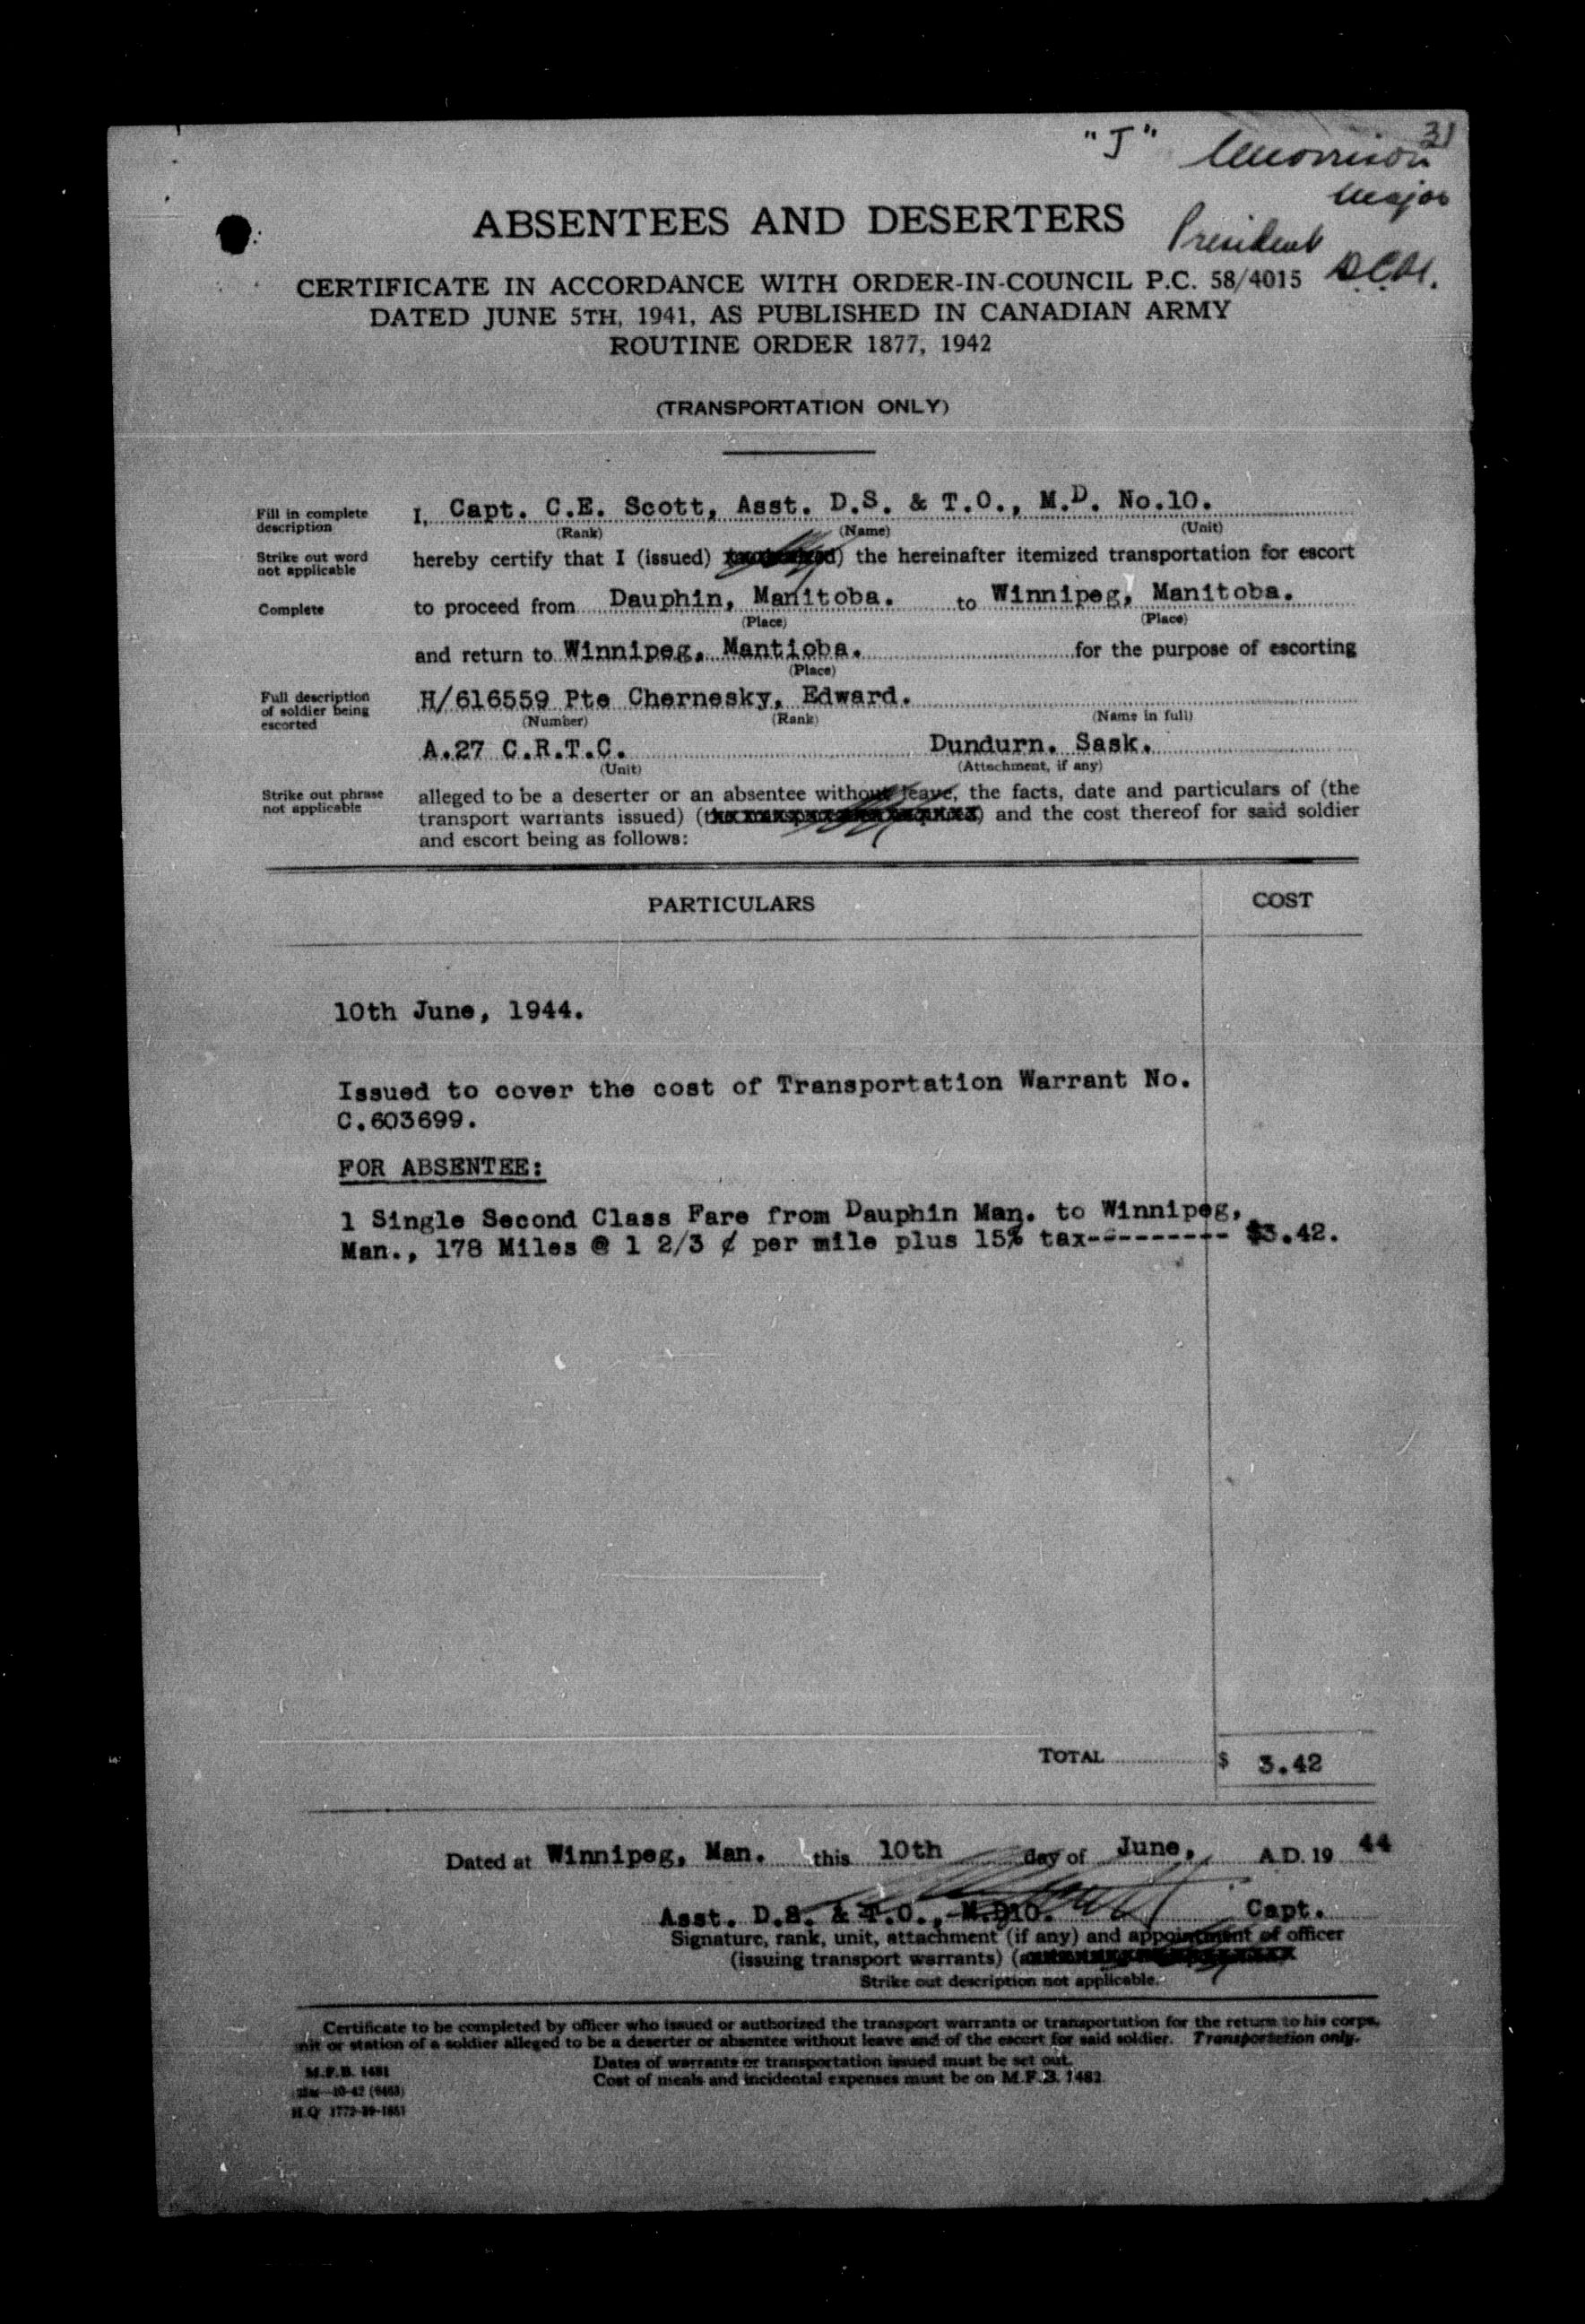 31
"J" Morrison
Major
President
D.C.M.
ABSENTEES AND DESERTERS
CERTIFICATE IN ACCORDANCE WITH ORDER-IN-COUNCIL P.C. 58/4015
DATED JUNE 5TH, 1941, AS PUBLISHED IN CANADIAN ARMY
ROUTINE ORDER 1877, 1942
(TRANSPORTATION ONLY)
Fill in complete description
I, Capt. C.E. Scott, Asst. D.S. & T.O., M.D. No.10.
(Rank) (Name) (Unit)
Strike out word not applicable
hereby certify that I (issued) the hereinafter itemized transportation for escort
Complete
to proceed from Dauphin, Manitoba. to Winnipeg, Manitoba.
(Place) (Place)
and return to Winnipeg, Mantioba. for the purpose of escorting
(Place)
Full description of soldier being escorted
H/616559 Pte Chernesky, Edward.
(Number) (Rank) (Name in full)
A.27 C.R.T.C. Dundurn. Sask.
(Unit) (Attachment, if any)
Strike out phrase not applicable
alleged to be a deserter or an absentee without leave, the facts, date and particulars of (the
transport warrants issued) ( ) and the cost thereof for said soldier
and escort being as follows:
PARTICULARS COST
10th June, 1944.
Issued to cover the cost of Transportation Warrant No.
C.603699.
FOR ABSENTEE:
1 Single Second Class Fare from Dauphin Man. to Winnipeg,
Man., 178 Miles @ 1 2/3 ¢ per mile plus 15% tax--------- $3.42.
TOTAL $ 3.42
Dated at Winnipeg, Man. this 10th day of June, A.D. 19 44
Asst. D.S. & T.O., M.D10. Capt.
Signature, rank, unit, attachment (if any) and appointment of officer
(issuing transport warrants)
Strike out description not applicable.
Certificate to be completed by officer who issued or authorized the transport warrants or transportation for the return to his corps,
unit or station of a soldier alleged to be a deserter or absentee without leave and of the escort for said soldier. Transportation only.
Dates of warrants or transportation issued must be set out.
Cost of meals and incidental expenses must be on M.F.B. 1482.
M.F.B. 1481
H.Q. 1772-39-1651